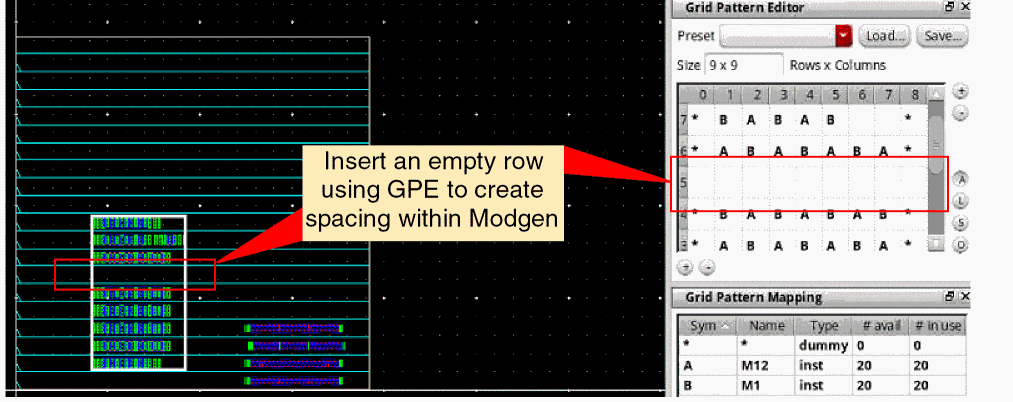 Grid Pattern Editor
Preset Load... Save...
Size 9 x 9 Rows x Columns
0 1 2 3 4 5 6 7 8
7 * B A B A B *
6 * A B A B A B A *
5
4 * B A B A B A B *
3 * A B A B A B A *
Insert an empty row
using GPE to create
spacing within Modgen
A
L
S
O
Grid Pattern Mapping
Sym Name Type # avail # in use
* * dummy 0 0
A M12 inst 20 20
B M1 inst 20 20